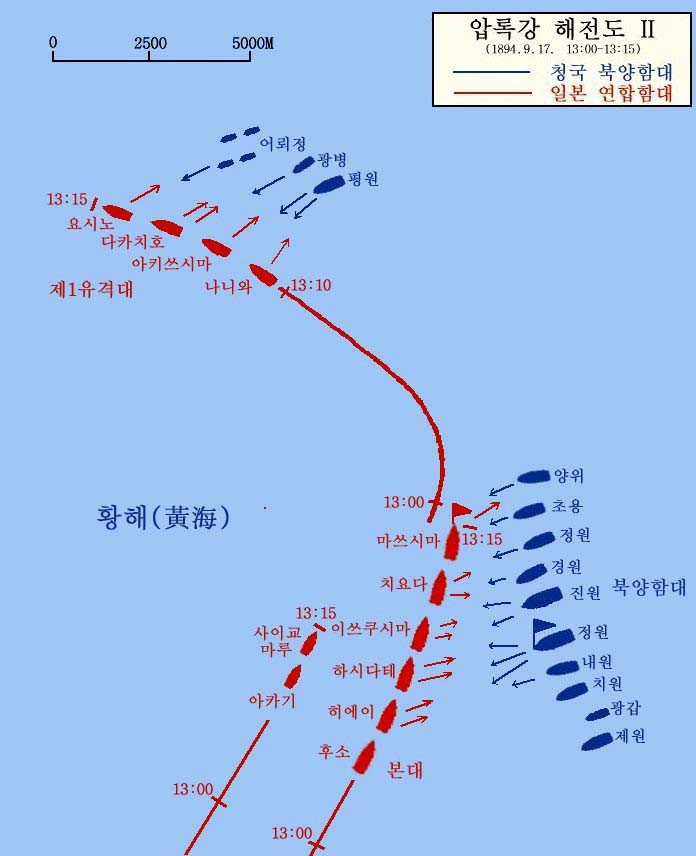 0 2500 5000M
압록강 해전도 Ⅱ
(1894.9.17. 13:00-13:15)
청국 북양함대
일본 연합함대
어뢰정
광병
평원
13:15
요시노
다카치호
아키쓰시마
나니와
13:10
제1유격대
황해(黃海)
13:00
마쓰시마
13:15
치요다
이쓰쿠시마
하시다테
히에이
후소
본대
13:15
사이교
마루
아카기
13:00
13:00
양위
초용
정원
경원
진원
북양함대
정원
내원
치원
광갑
제원